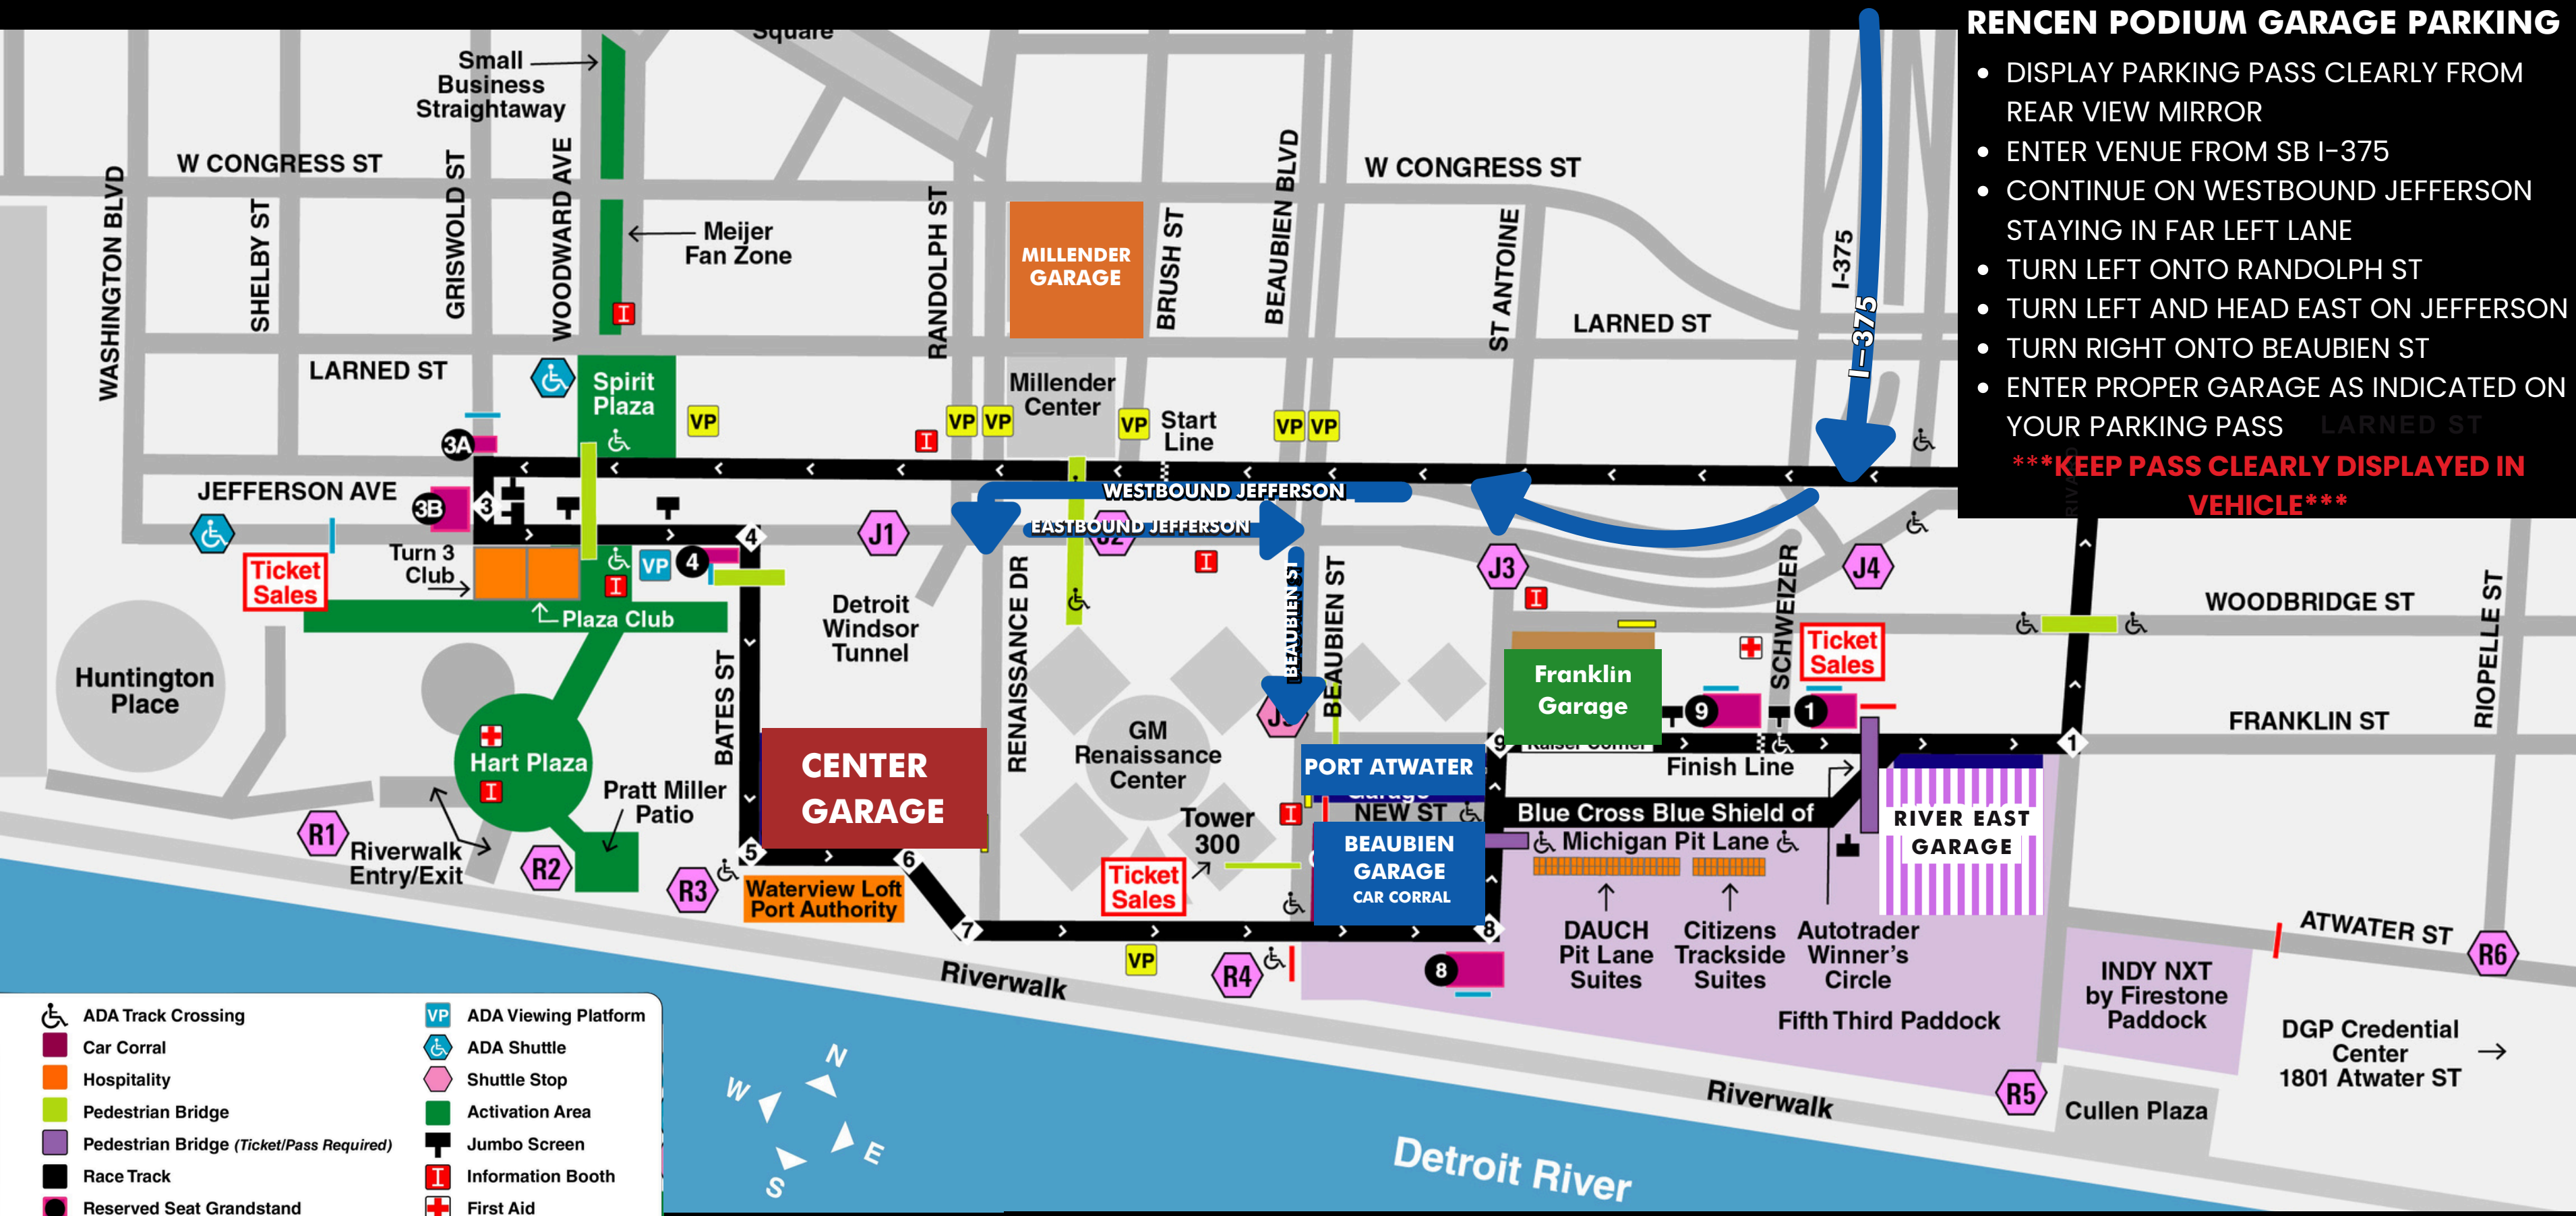 RENCEN PODIUM GARAGE PARKING
DISPLAY PARKING PASS CLEARLY FROM
REAR VIEW MIRROR
ENTER VENUE FROM SB I-375
CONTINUE ON WESTBOUND JEFFERSON
STAYING IN FAR LEFT LANE
TURN LEFT ONTO RANDOLPH ST
TURN LEFT AND HEAD EAST ON JEFFERSON
TURN RIGHT ONTO BEAUBIEN ST
ENTER PROPER GARAGE AS INDICATED ON
YOUR PARKING PASS
LARNED ST
***KEEP PASS CLEARLY DISPLAYED IN
VEHICLE***
Square
Small
Business
Straightaway
W CONGRESS ST
W CONGRESS ST
WASHINGTON BLVD
SHELBY ST
GRISWOLD ST
WOODWARD AVE
RANDOLPH ST
BRUSH ST
BEAUBIEN BLVD
ST ANTOINE
I-375
I-375
Meijer
Fan Zone
I
MILLENDER
GARAGE
LARNED ST
LARNED ST
Spirit
Plaza
VP
VP
VP
Millender
Center
VP
Start
Line
VP
VP
I
3A
JEFFERSON AVE
3B
3
WESTBOUND JEFFERSON
EASTBOUND JEFFERSON
4
J1
J2
J3
J4
I
I
Ticket
Sales
Turn 3
Club
VP
4
I
Plaza Club
Detroit
Windsor
Tunnel
RENAISSANCE DR
BEAUBIEN ST
BEAUBIEN ST
SCHWEIZER
Ticket
Sales
WOODBRIDGE ST
RIOPELLE ST
Huntington
Place
BATES ST
Franklin
Garage
9
1
FRANKLIN ST
1
9
Kaiser Corner
Finish Line
Hart Plaza
I
GM
Renaissance
Center
CENTER
GARAGE
PORT ATWATER
Garage
NEW ST
Blue Cross Blue Shield of
Michigan Pit Lane
RIVER EAST
GARAGE
Pratt Miller
Patio
Tower
300
I
BEAUBIEN
GARAGE
CAR CORRAL
R1
Riverwalk
Entry/Exit
R2
R3
5
6
Waterview Loft
Port Authority
Ticket
Sales
7
8
DAUCH
Pit Lane
Suites
Citizens
Trackside
Suites
Autotrader
Winner's
Circle
ATWATER ST
R6
VP
R4
8
Riverwalk
Fifth Third Paddock
INDY NXT
by Firestone
Paddock
DGP Credential
Center
1801 Atwater ST
R5
Cullen Plaza
Riverwalk
Detroit River
N
W
E
S
ADA Track Crossing
Car Corral
Hospitality
Pedestrian Bridge
Pedestrian Bridge (Ticket/Pass Required)
Race Track
Reserved Seat Grandstand
VP ADA Viewing Platform
ADA Shuttle
Shuttle Stop
Activation Area
Jumbo Screen
I Information Booth
First Aid